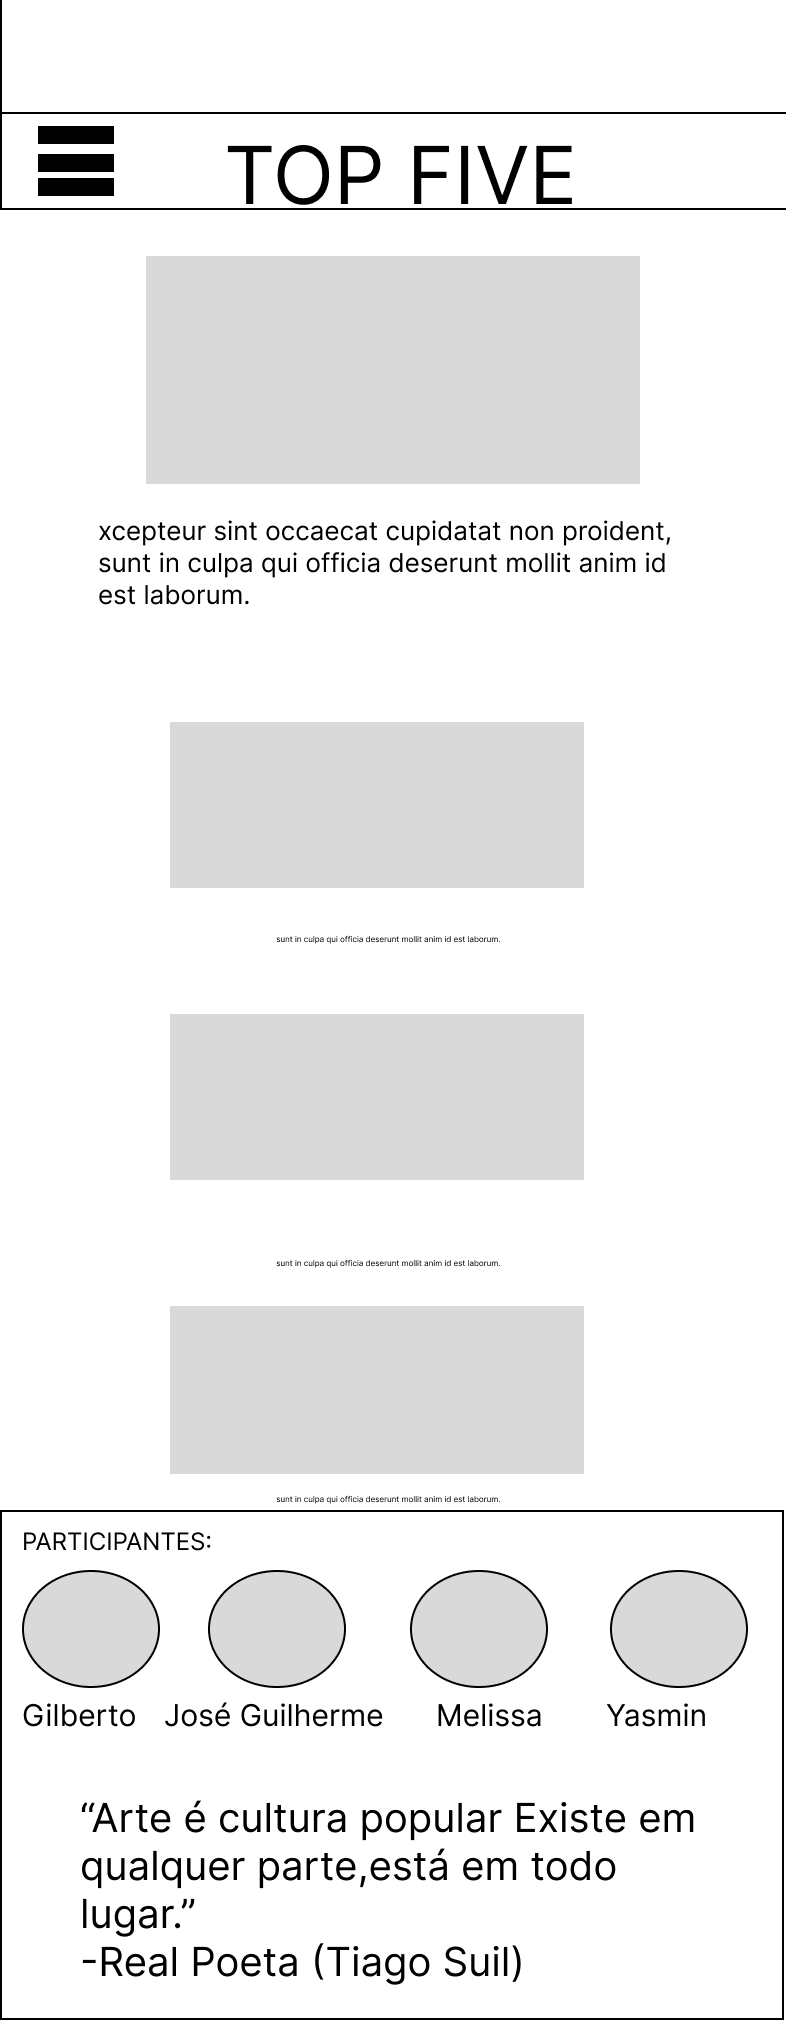 TOP FIVE
xcepteur sint occaecat cupidatat non proident,
sunt in culpa qui officia deserunt mollit anim id
est laborum.
sunt in culpa qui officia deserunt mollit anim id est laborum.
sunt in culpa qui officia deserunt mollit anim id est laborum.
sunt in culpa qui officia deserunt mollit anim id est laborum.
PARTICIPANTES:
Gilberto José Guilherme Melissa Yasmin
“Arte é cultura popular Existe em
qualquer parte,está em todo
lugar.”
-Real Poeta (Tiago Suil)